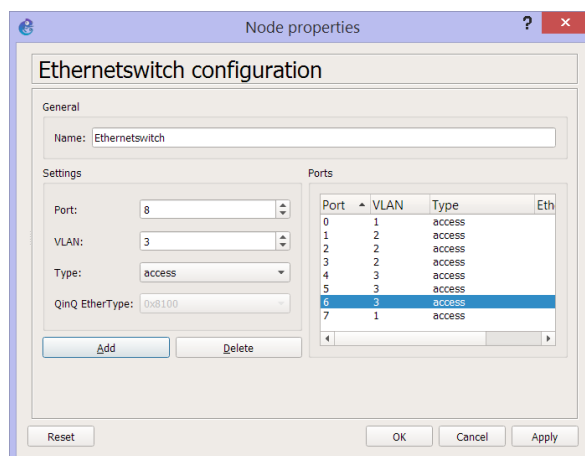 Node properties
Ethernetswitch configuration
General
Name: Ethernetswitch
Settings
Port: 8
VLAN: 3
Type: access
QinQ EtherType: 0x8100
Add Delete
Ports
Port VLAN Type Eth
0 1 access
1 2 access
2 2 access
3 2 access
4 3 access
5 3 access
6 3 access
7 1 access
Reset OK Cancel Apply